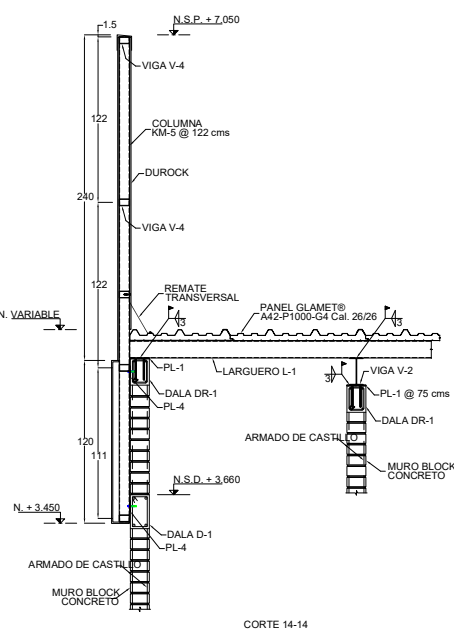 1.5
N.S.P. + 7.050
VIGA V-4
122
COLUMNA
KM-5 @ 122 cms
DUROCK
240
VIGA V-4
122
REMATE
TRANSVERSAL
PANEL GLAMET®
A42-P1000-G4 Cal. 26/26
3
3
N. VARIABLE
LARGUERO L-1
PL-1
DALA DR-1
PL-4
3
VIGA V-2
PL-1 @ 75 cms
DALA DR-1
120
111
ARMADO DE CASTILLO
MURO BLOCK
CONCRETO
N.S.D. + 3.660
N. + 3.450
DALA D-1
PL-4
ARMADO DE CASTILLO
MURO BLOCK
CONCRETO
CORTE 14-14